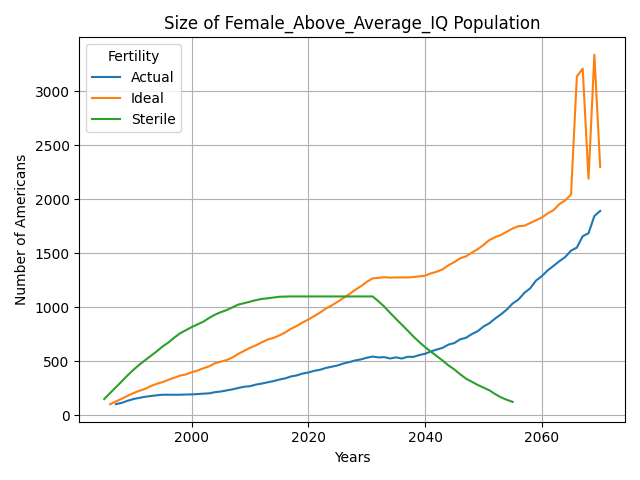 Size of Female_Above_Average_IQ Population
Fertility
Actual
Ideal
Sterile
Number of Americans
3000
2500
2000
1500
1000
500
0
2000
2020
2040
2060
Years